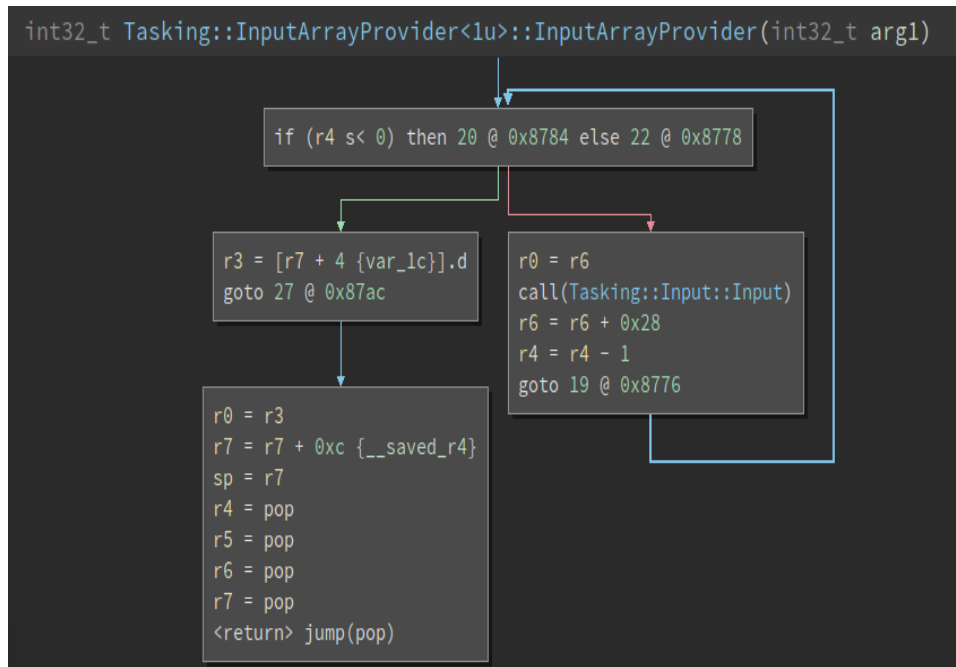 int32_t Tasking::InputArrayProvider<1u>::InputArrayProvider(int32_t arg1)
if (r4 s< 0) then 20 @ 0x8784 else 22 @ 0x8778
r3 = [r7 + 4 {var_1c}].d
goto 27 @ 0x87ac
r0 = r6
call(Tasking::Input::Input)
r6 = r6 + 0x28
r4 = r4 - 1
goto 19 @ 0x8776
r0 = r3
r7 = r7 + 0xc {__saved_r4}
sp = r7
r4 = pop
r5 = pop
r6 = pop
r7 = pop
<return> jump(pop)